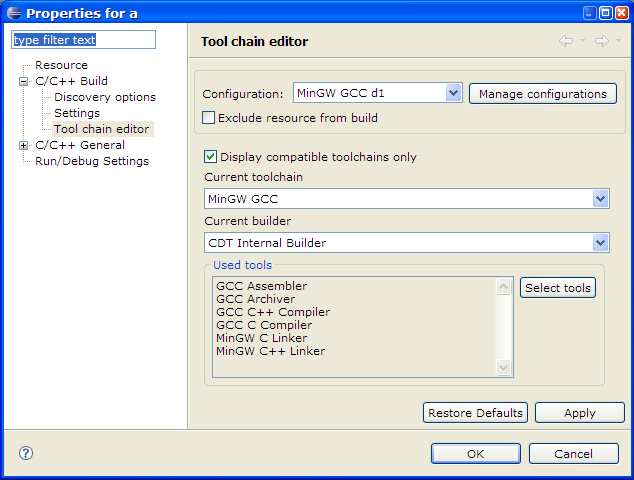 Properties for a
type filter text
Resource
C/C++ Build
Discovery options
Settings
Tool chain editor
C/C++ General
Run/Debug Settings
Tool chain editor
Configuration: MinGW GCC d1 Manage configurations
Exclude resource from build
Display compatible toolchains only
Current toolchain
MinGW GCC
Current builder
CDT Internal Builder
Used tools
GCC Assembler
GCC Archiver
GCC C++ Compiler
GCC C Compiler
MinGW C Linker
MinGW C++ Linker
Select tools
Restore Defaults Apply
? OK Cancel